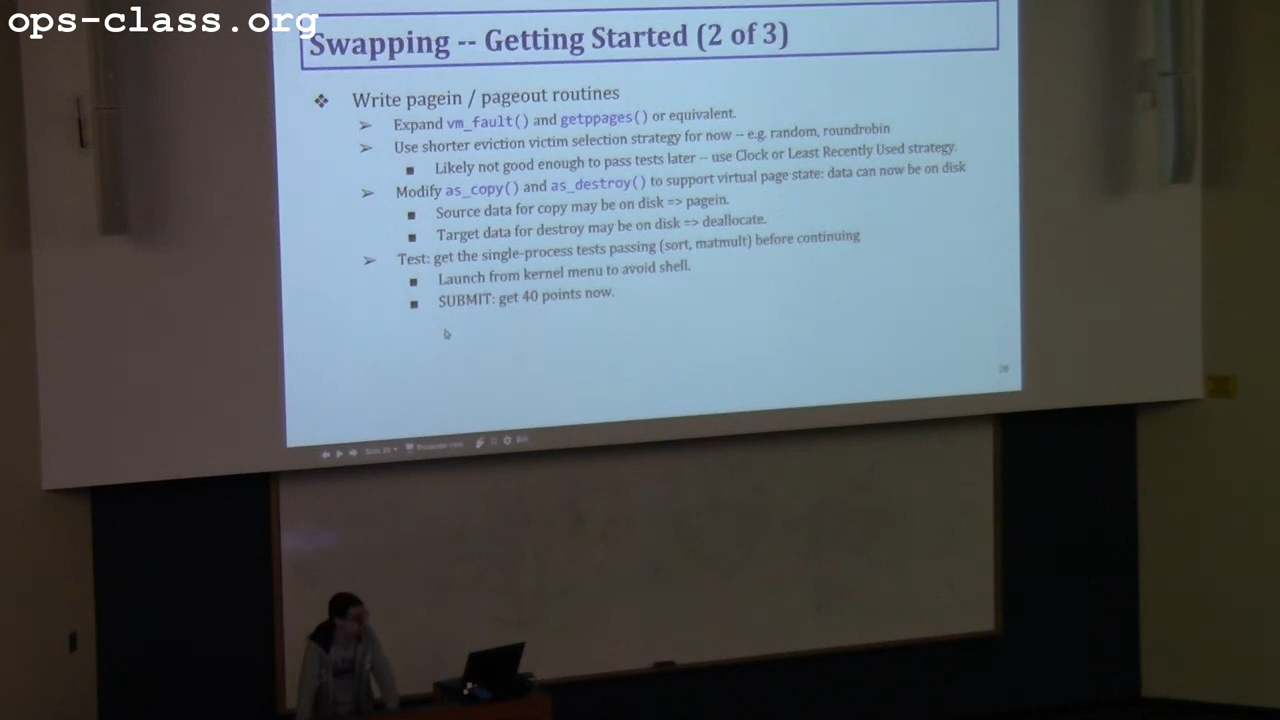 ops-class.org
Swapping -- Getting Started (2 of 3)
❖ Write pagein / pageout routines
➢ Expand vm_fault() and getppages() or equivalent.
➢ Use shorter eviction victim selection strategy for now -- e.g. random, roundrobin
■ Likely not good enough to pass tests later -- use Clock or Least Recently Used strategy.
➢ Modify as_copy() and as_destroy() to support virtual page state: data can now be on disk
■ Source data for copy may be on disk => pagein.
■ Target data for destroy may be on disk => deallocate.
➢ Test: get the single-process tests passing (sort, matmult) before continuing
■ Launch from kernel menu to avoid shell.
■ SUBMIT: get 40 points now.